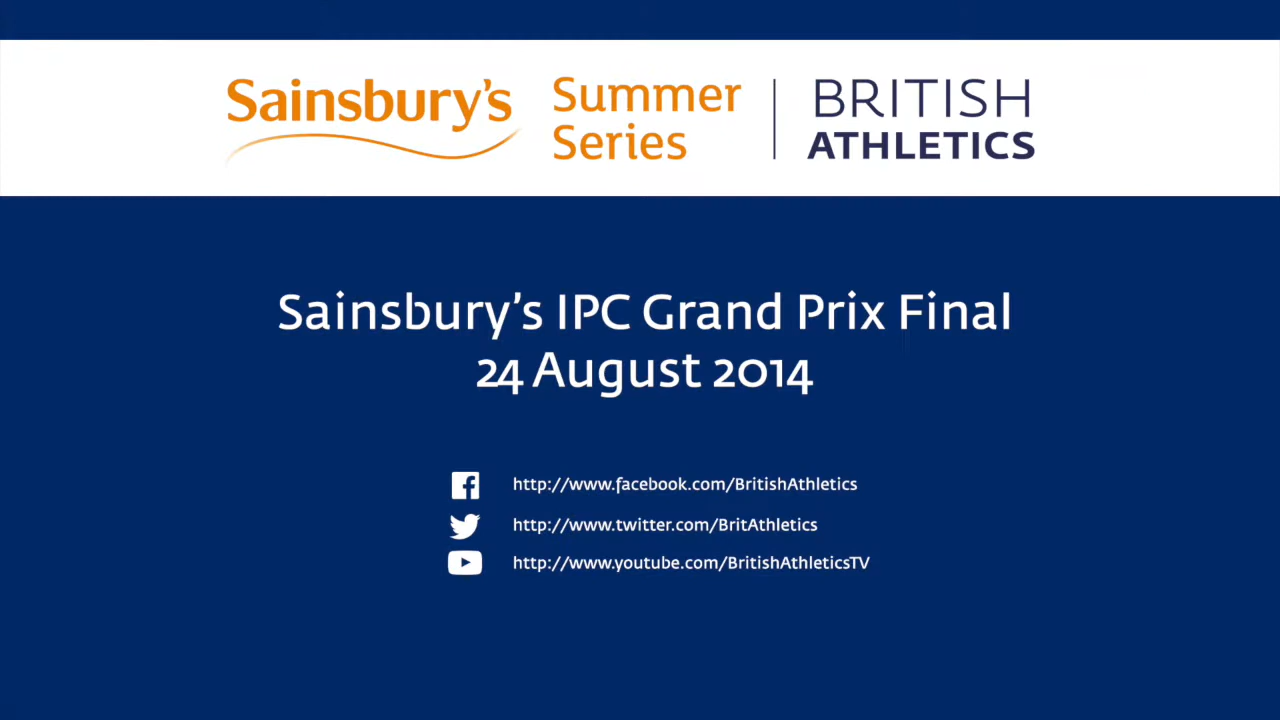 Sainsbury's
Summer
Series
BRITISH
ATHLETICS
Sainsbury's IPC Grand Prix Final
24 August 2014
http://www.facebook.com/BritishAthletics
http://www.twitter.com/BritAthletics
http://www.youtube.com/BritishAthleticsTV